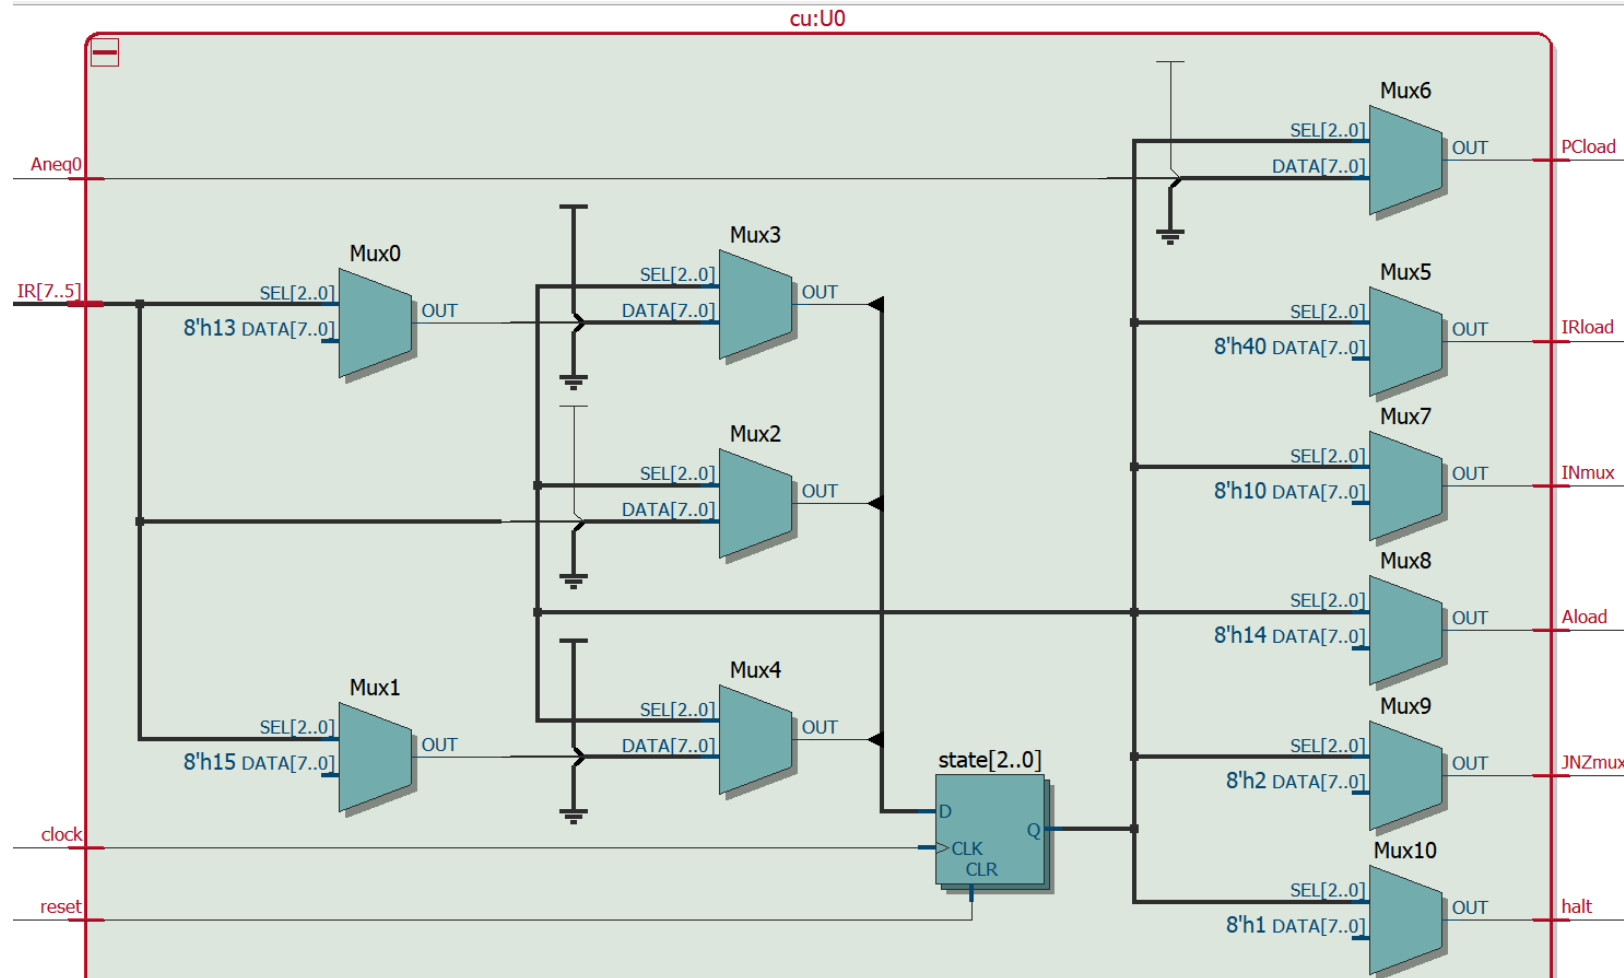 cu:U0
Mux6
SEL[2..0]
OUT
PCload
DATA[7..0]
Aneq0
Mux3
Mux0
SEL[2..0]
OUT
DATA[7..0]
IR[7..5]
SEL[2..0]
OUT
8'h13 DATA[7..0]
Mux5
SEL[2..0]
OUT
IRload
8'h40 DATA[7..0]
Mux2
SEL[2..0]
OUT
DATA[7..0]
Mux7
SEL[2..0]
OUT
INmux
8'h10 DATA[7..0]
Mux8
SEL[2..0]
OUT
Aload
8'h14 DATA[7..0]
Mux1
SEL[2..0]
OUT
8'h15 DATA[7..0]
Mux4
SEL[2..0]
OUT
DATA[7..0]
Mux9
SEL[2..0]
OUT
JNZmux
8'h2 DATA[7..0]
state[2..0]
D
Q
CLK
CLR
clock
reset
Mux10
SEL[2..0]
OUT
halt
8'h1 DATA[7..0]